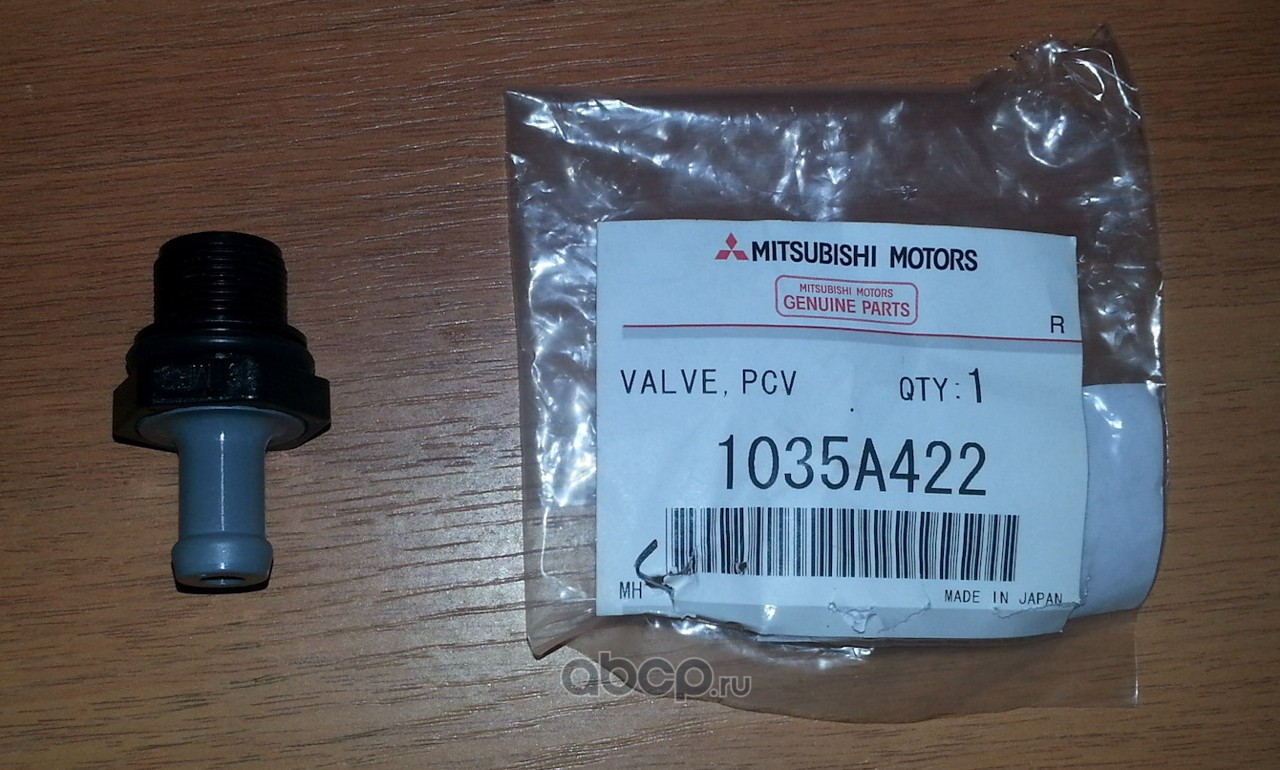 MITSUBISHI MOTORS
MITSUBISHI MOTORS
GENUINE PARTS
R
VALVE, PCV QTY:1
1035A422
MH
MADE IN JAPAN
abcp.ru